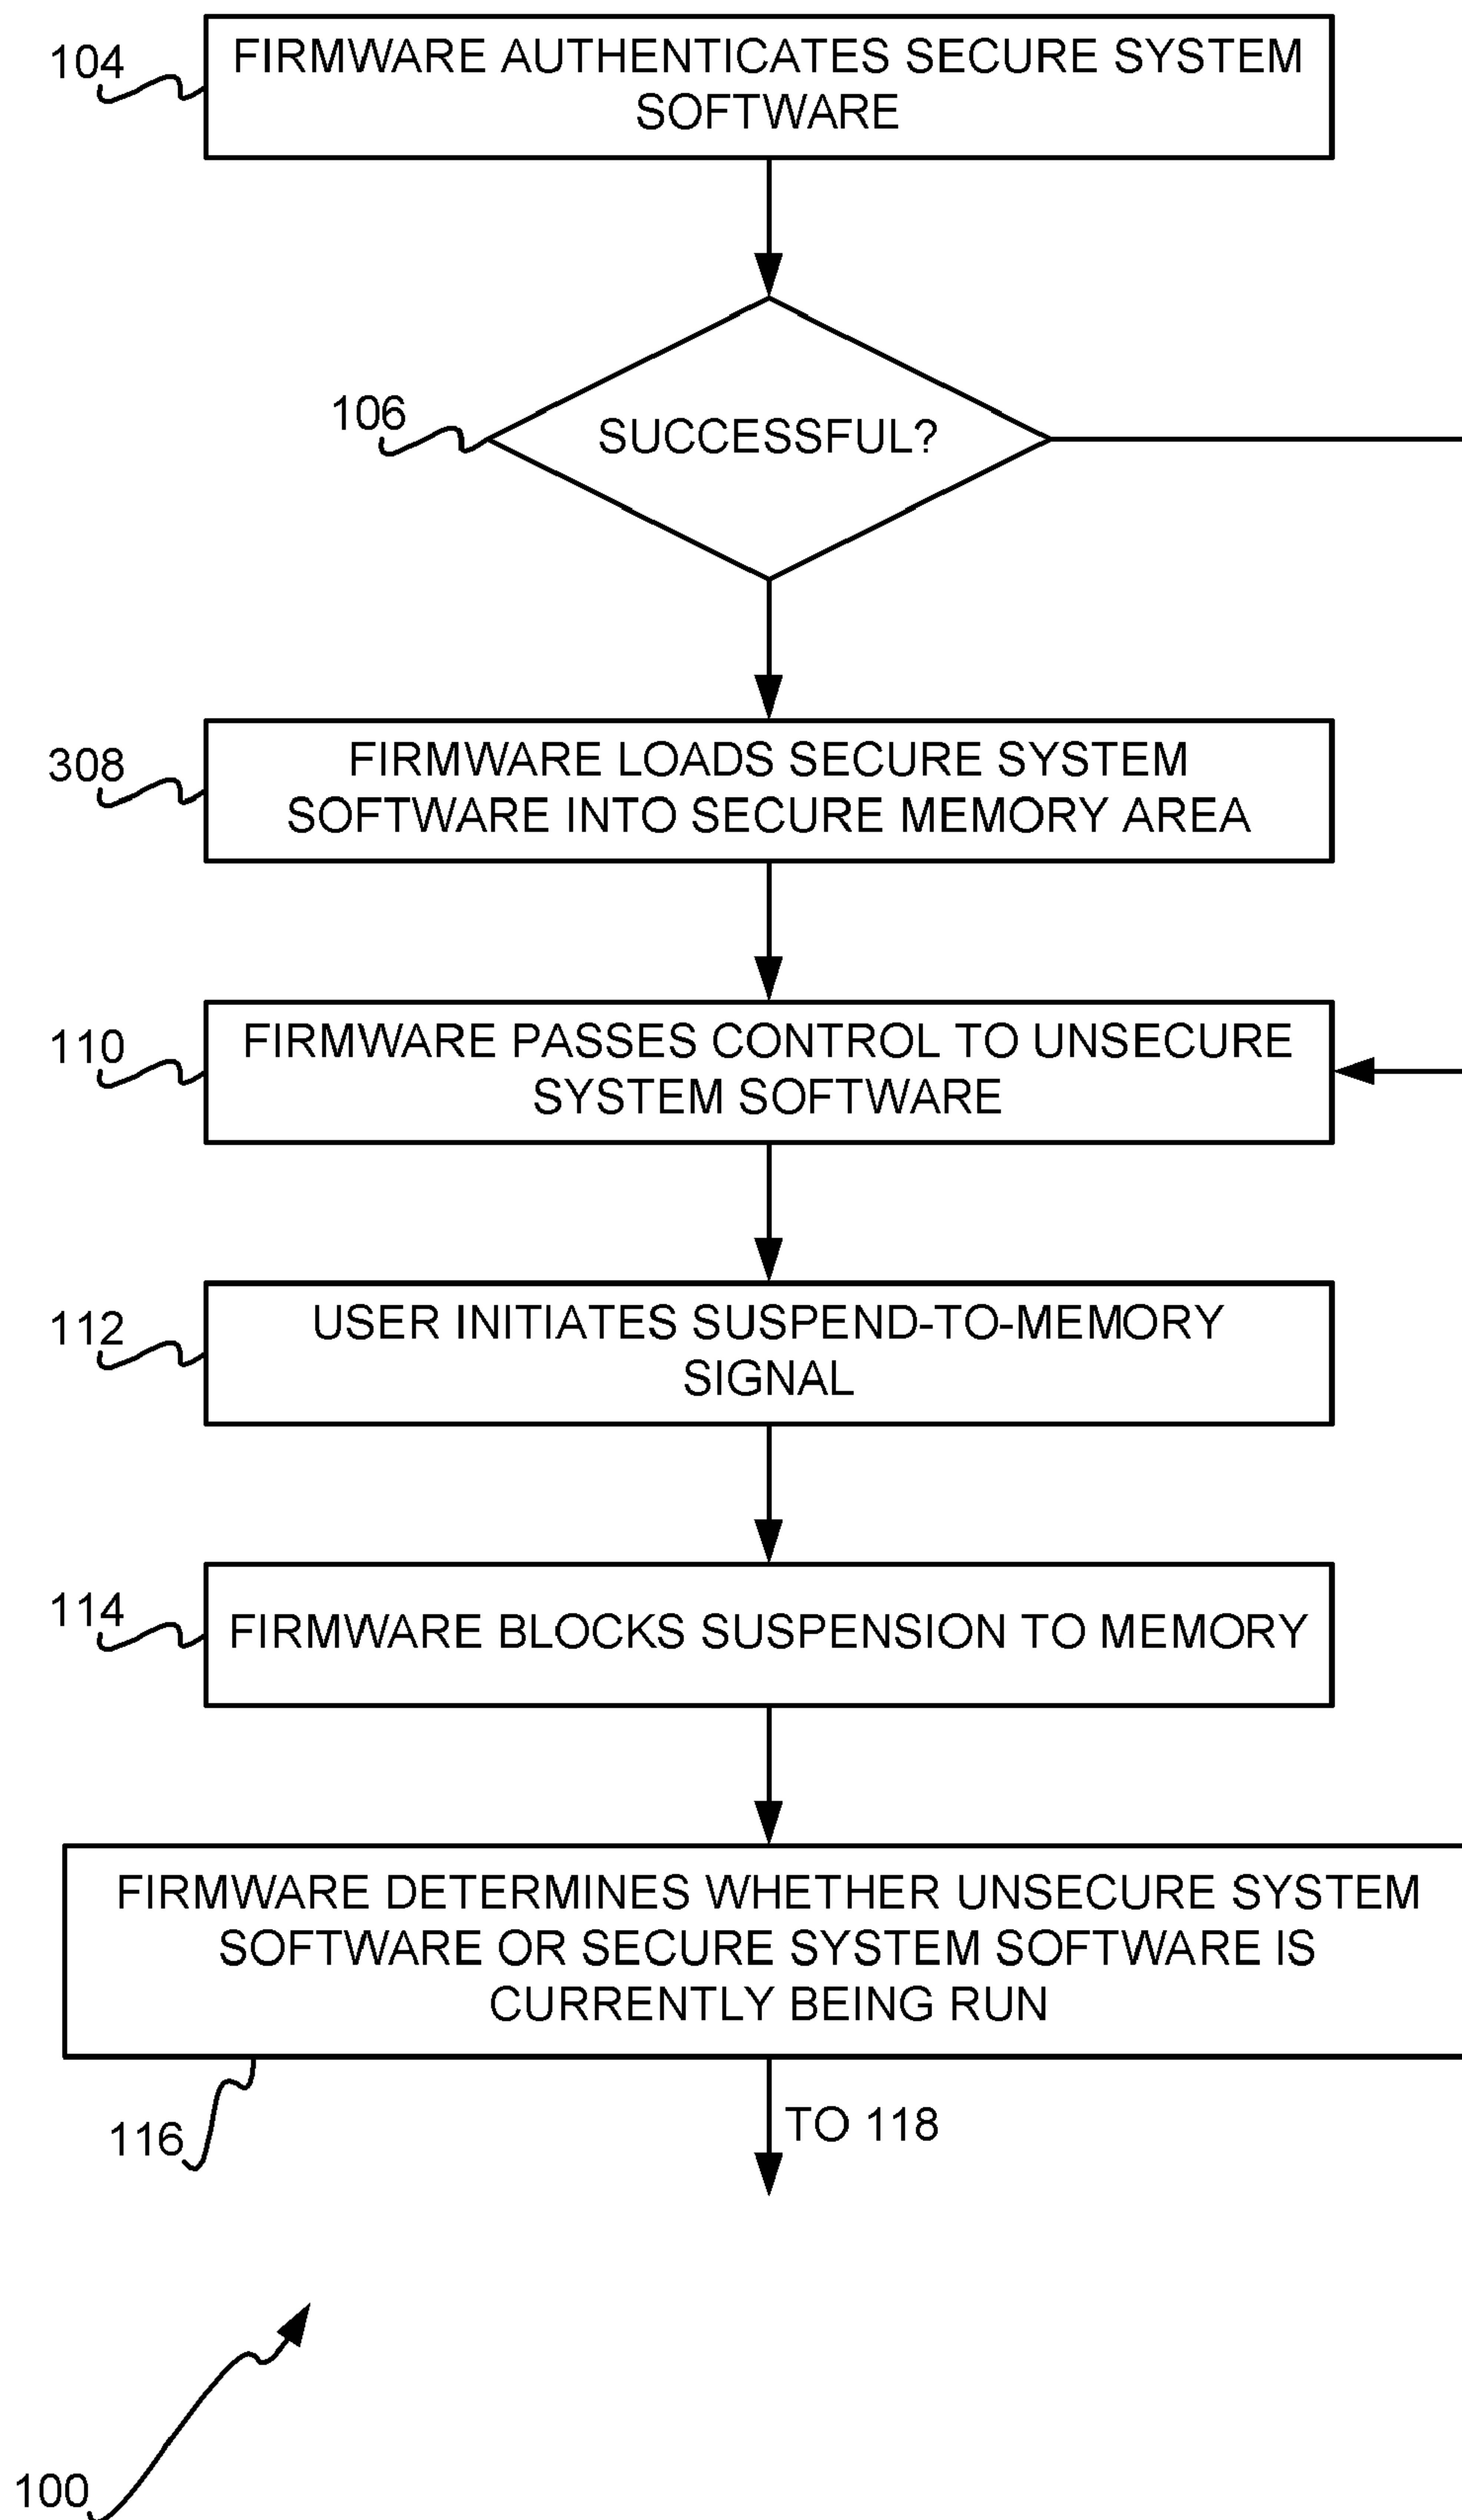 104
FIRMWARE AUTHENTICATES SECURE SYSTEM
SOFTWARE
106
SUCCESSFUL?
308
FIRMWARE LOADS SECURE SYSTEM
SOFTWARE INTO SECURE MEMORY AREA
110
FIRMWARE PASSES CONTROL TO UNSECURE
SYSTEM SOFTWARE
112
USER INITIATES SUSPEND-TO-MEMORY
SIGNAL
114
FIRMWARE BLOCKS SUSPENSION TO MEMORY
FIRMWARE DETERMINES WHETHER UNSECURE SYSTEM
SOFTWARE OR SECURE SYSTEM SOFTWARE IS
CURRENTLY BEING RUN
116
TO 118
100